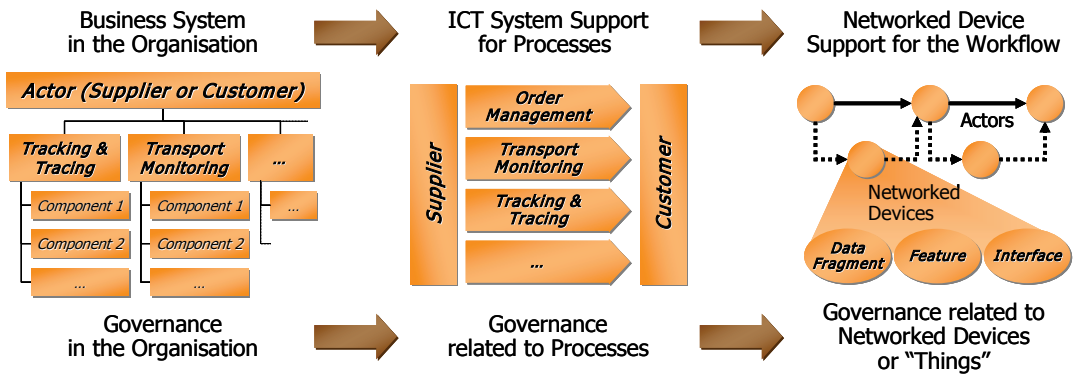 Business System
in the Organisation
ICT System Support
for Processes
Networked Device
Support for the Workflow
Actor (Supplier or Customer)
Tracking &
Tracing
Transport
Monitoring
...
Component 1
Component 1
...
Component 2
Component 2
...
...
Supplier
Order
Management
Transport
Monitoring
Tracking &
Tracing
...
Customer
Actors
Networked
Devices
Data
Fragment
Feature
Interface
Governance
in the Organisation
Governance
related to Processes
Governance related to
Networked Devices
or “Things”